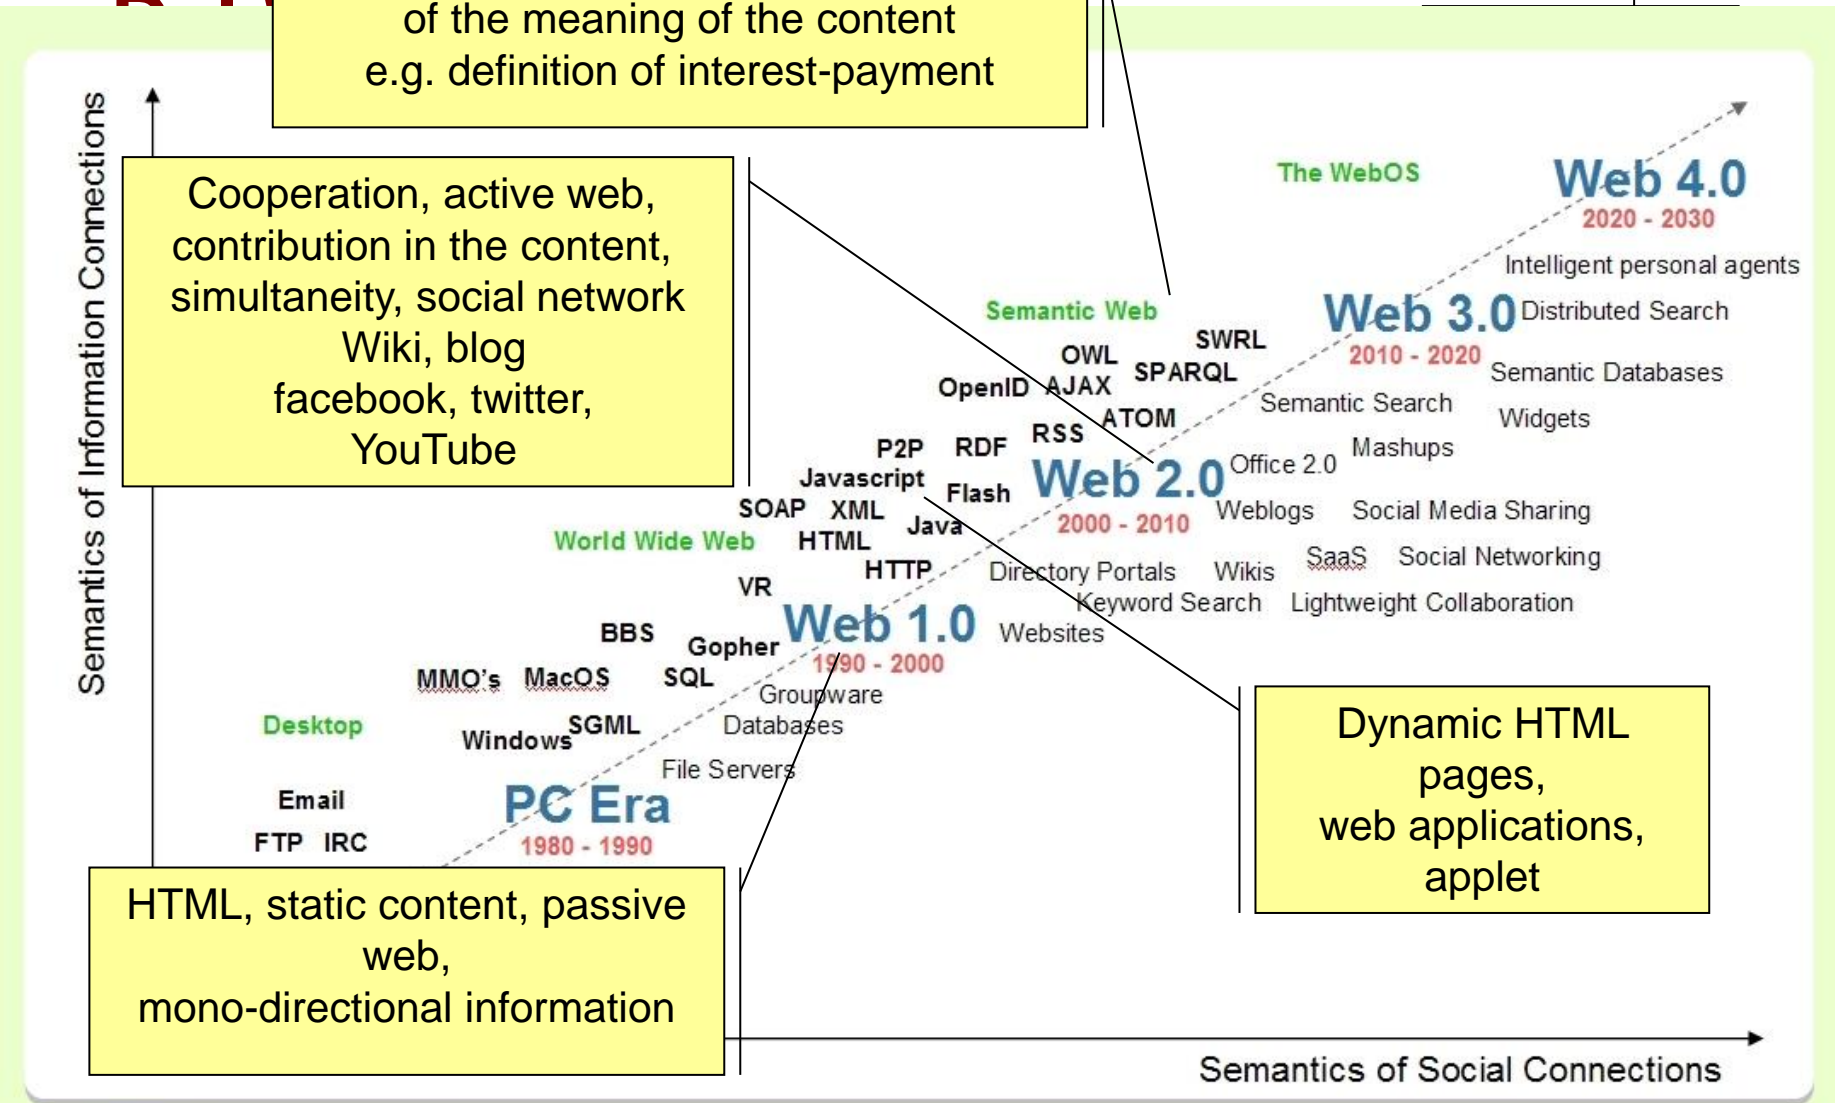 of the meaning of the content
e.g. definition of interest-payment
Semantics of Information Connections
Cooperation, active web,
contribution in the content,
simultaneity, social network
Wiki, blog
facebook, twitter,
YouTube
The WebOS
Web 4.0
2020 - 2030
Intelligent personal agents
Semantic Web
Web 3.0
2010 - 2020
Distributed Search
SWRL
OWL
SPARQL
OpenID AJAX
Semantic Databases
ATOM
Semantic Search
Widgets
P2P RDF RSS
Mashups
Javascript
Flash
Web 2.0
2000 - 2010
Office 2.0
SOAP XML
Java
Weblogs Social Media Sharing
World Wide Web
HTML
HTTP
Directory Portals Wikis SaaS Social Networking
VR
Keyword Search Lightweight Collaboration
Web 1.0
1990 - 2000
Websites
BBS
Gopher
MMO's MacOS SQL
Groupware
Desktop
Windows
SGML
Databases
File Servers
PC Era
1980 - 1990
Email
FTP IRC
Dynamic HTML
pages,
web applications,
applet
HTML, static content, passive
web,
mono-directional information
Semantics of Social Connections